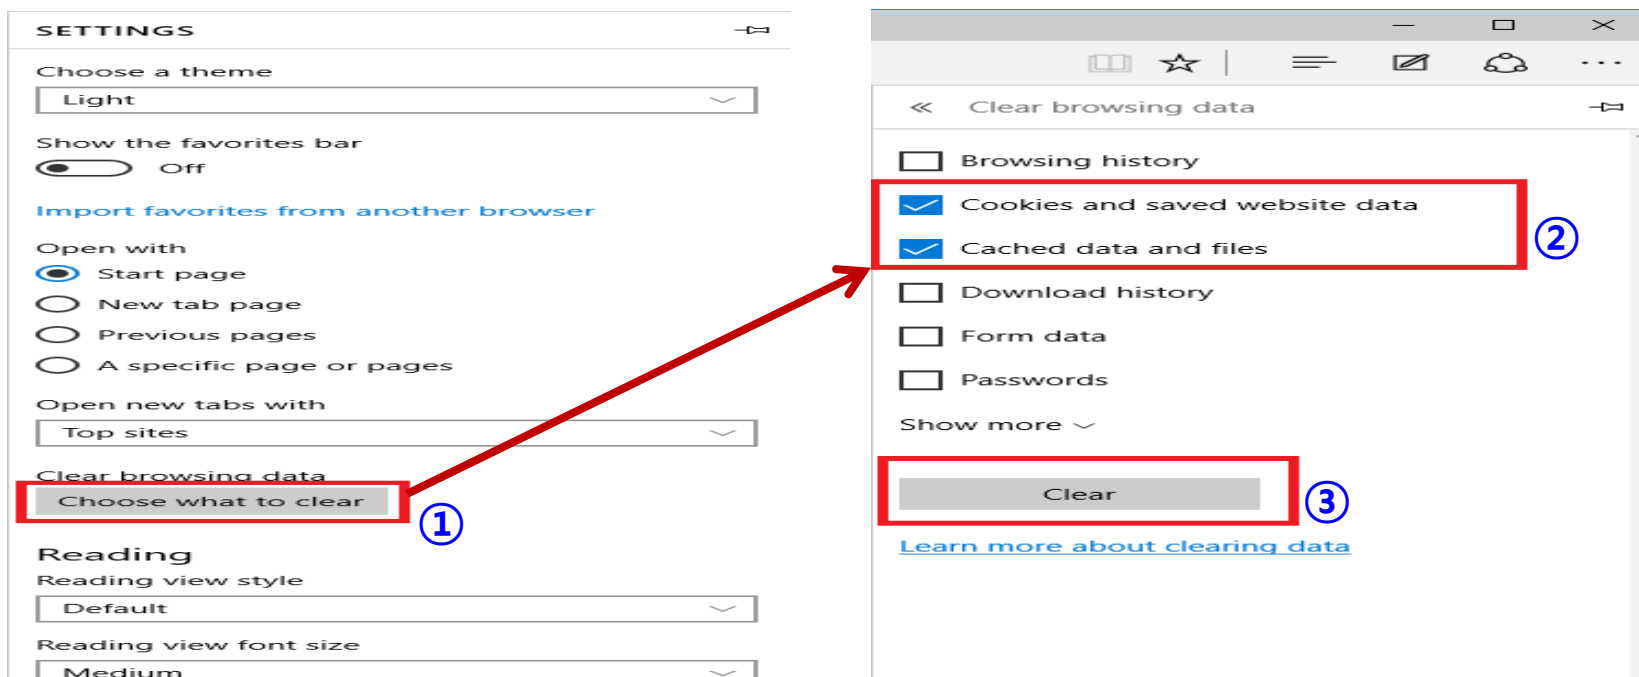 SETTINGS
Choose a theme
Light
Show the favorites bar
Off
Import favorites from another browser
Open with
Start page
New tab page
Previous pages
A specific page or pages
Open new tabs with
Top sites
Clear browsing data
Choose what to clear
①
Reading
Reading view style
Default
Reading view font size
Medium
Clear browsing data
Browsing history
Cookies and saved website data
Cached data and files
②
Download history
Form data
Passwords
Show more
Clear
③
Learn more about clearing data